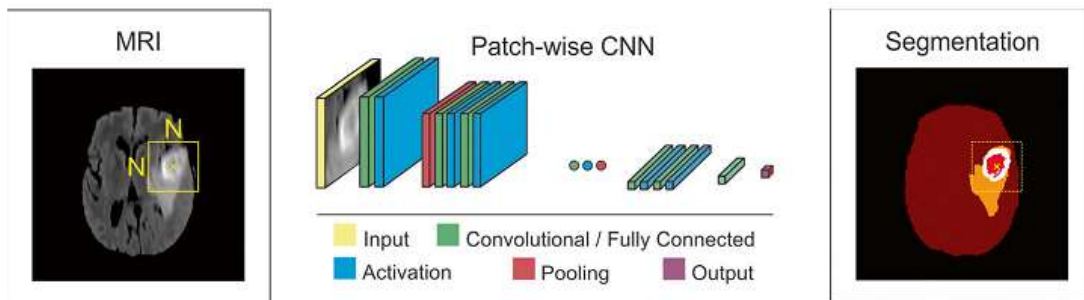 MRI
N
N
Patch-wise CNN
Input
Convolutional / Fully Connected
Activation
Pooling
Output
Segmentation